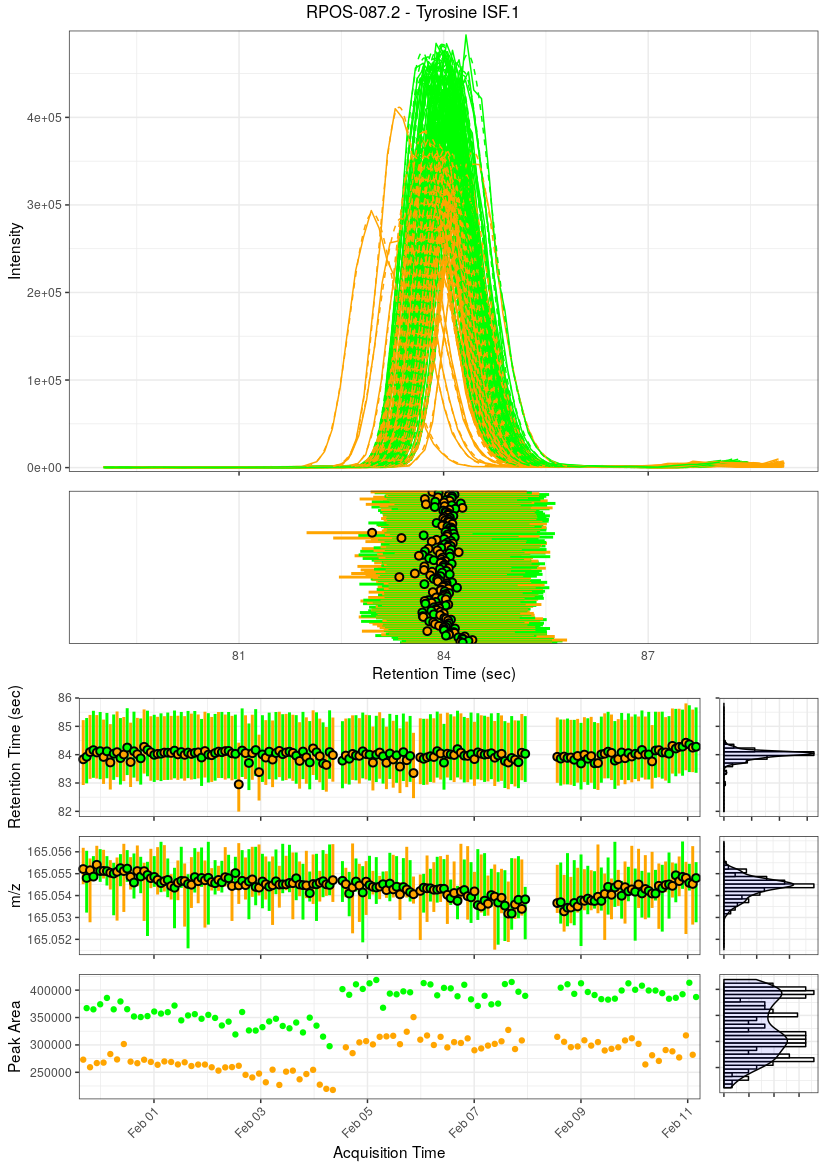 RPOS-087.2 - Tyrosine ISF.1
Intensity
4e+05
3e+05
2e+05
1e+05
0e+00
81
84
87
Retention Time (sec)
Retention Time (sec)
86
85
84
83
82
m/z
165.056
165.055
165.054
165.053
165.052
Peak Area
400000
350000
300000
250000
Feb 01
Feb 03
Feb 05
Feb 07
Feb 09
Feb 11
Acquisition Time